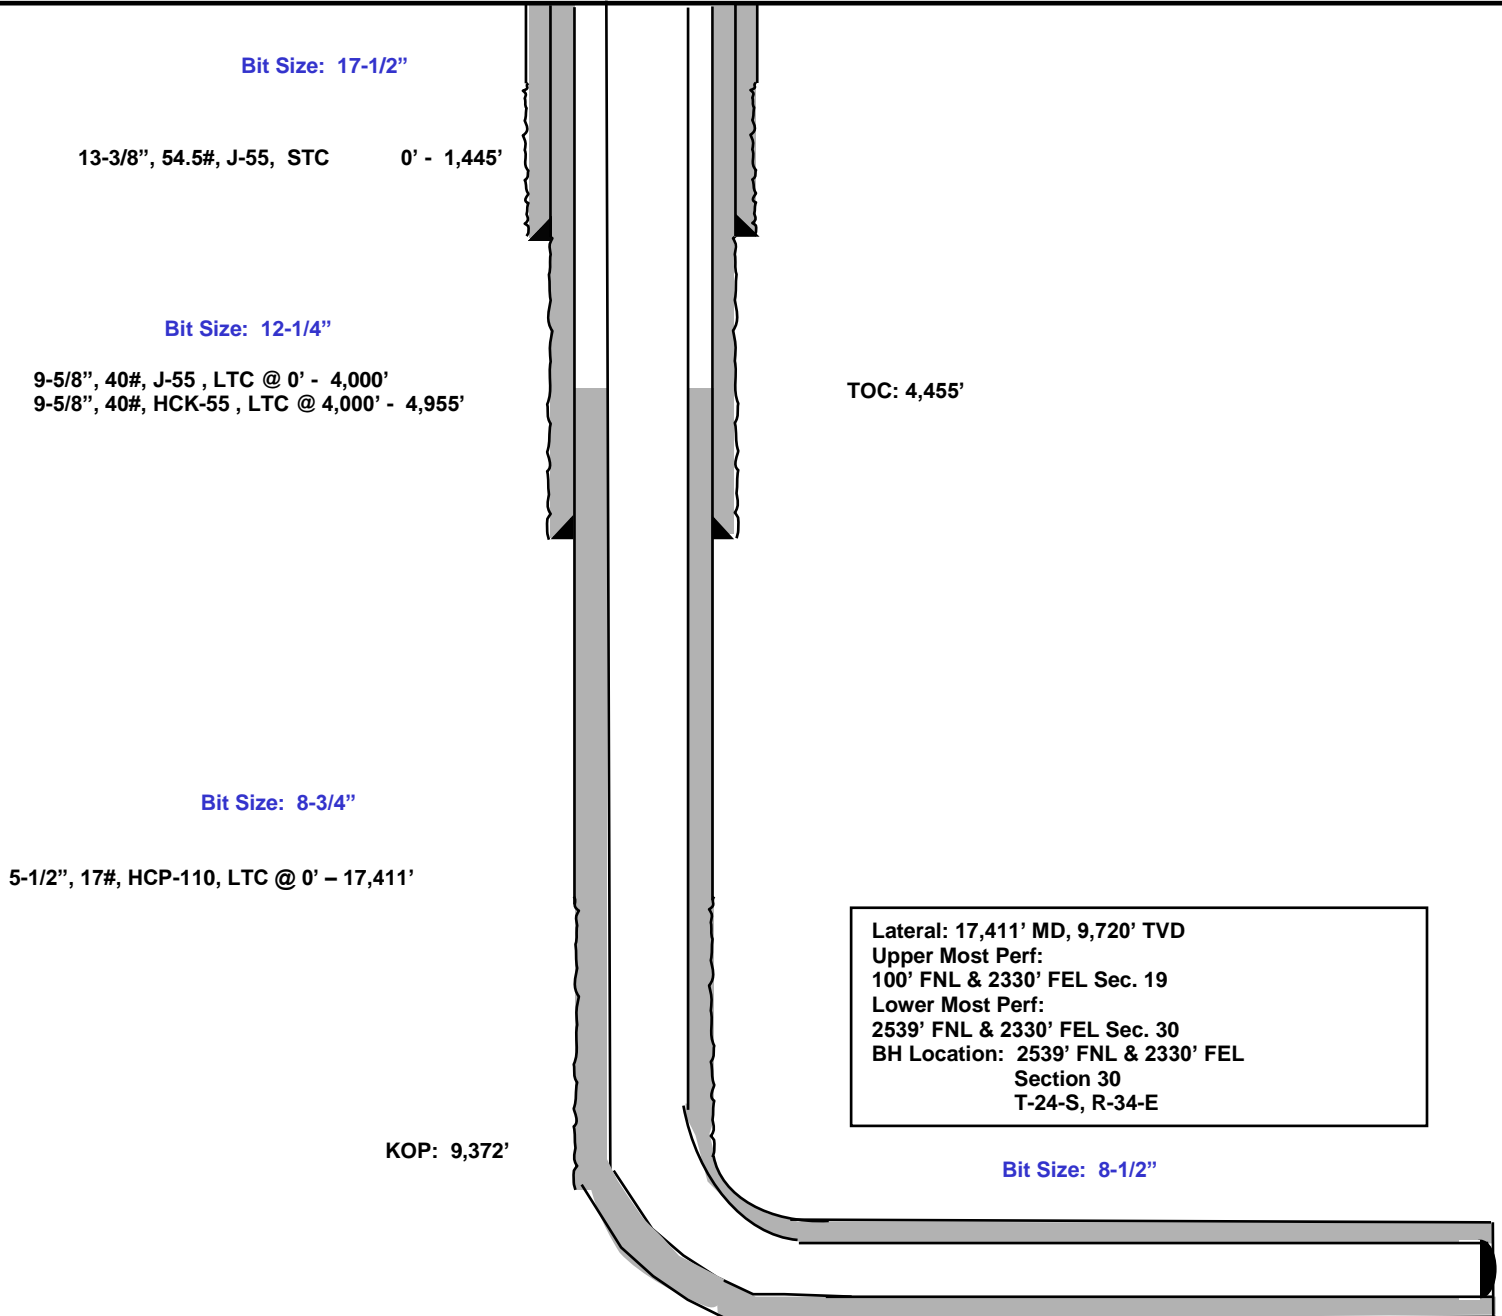 Bit Size: 17-1/2”
13-3/8”, 54.5#, J-55, STC 0’ - 1,445’
Bit Size: 12-1/4”
9-5/8”, 40#, J-55 , LTC @ 0’ - 4,000’
9-5/8”, 40#, HCK-55 , LTC @ 4,000’ - 4,955’
TOC: 4,455’
Bit Size: 8-3/4”
5-1/2”, 17#, HCP-110, LTC @ 0’ – 17,411’
Lateral: 17,411’ MD, 9,720’ TVD
Upper Most Perf:
100’ FNL & 2330’ FEL Sec. 19
Lower Most Perf:
2539’ FNL & 2330’ FEL Sec. 30
BH Location: 2539’ FNL & 2330’ FEL
Section 30
T-24-S, R-34-E
KOP: 9,372’
Bit Size: 8-1/2”